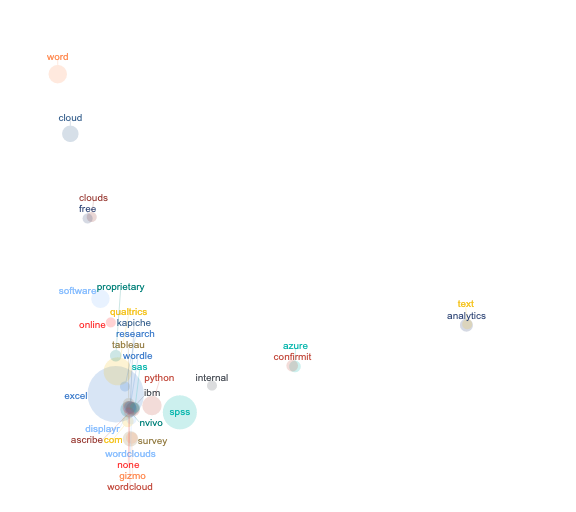 word
cloud
clouds
free
proprietary
software
qualtrics
online
kapiche
research
tableau
wordle
sas
python
internal
azure
confirmit
text
analytics
excel
ibm
spss
nvivo
displayr
ascribe
com
survey
wordclouds
none
gizmo
wordcloud